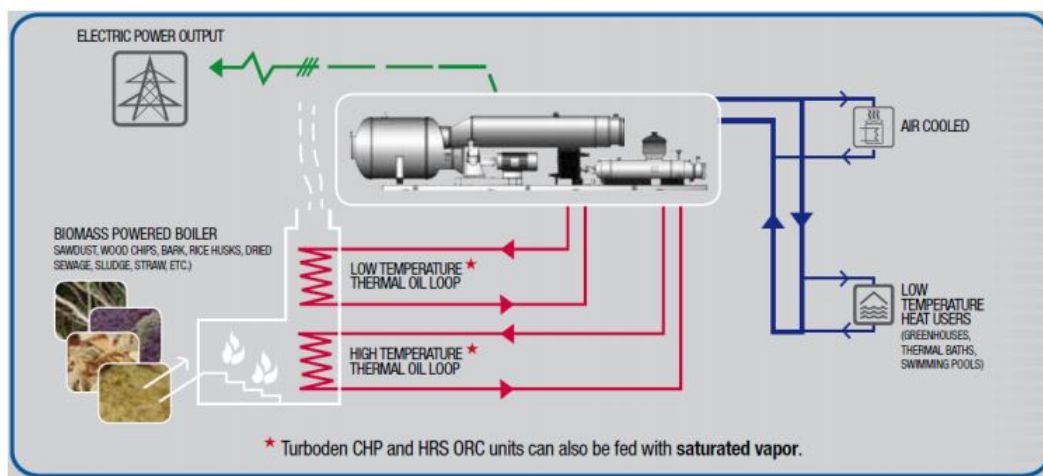 ELECTRIC POWER OUTPUT
AIR COOLED
BIOMASS POWERED BOILER
SAWDUST, WOOD CHIPS, BARK, RICE HUSKS, DRIED
SEWAGE, SLUDGE, STRAW, ETC.)
LOW TEMPERATURE ★
THERMAL OIL LOOP
HIGH TEMPERATURE ★
THERMAL OIL LOOP
LOW
TEMPERATURE
HEAT USERS
(GREENHOUSES,
THERMAL BATHS,
SWIMMING POOLS)
★ Turboden CHP and HRS ORC units can also be fed with saturated vapor.